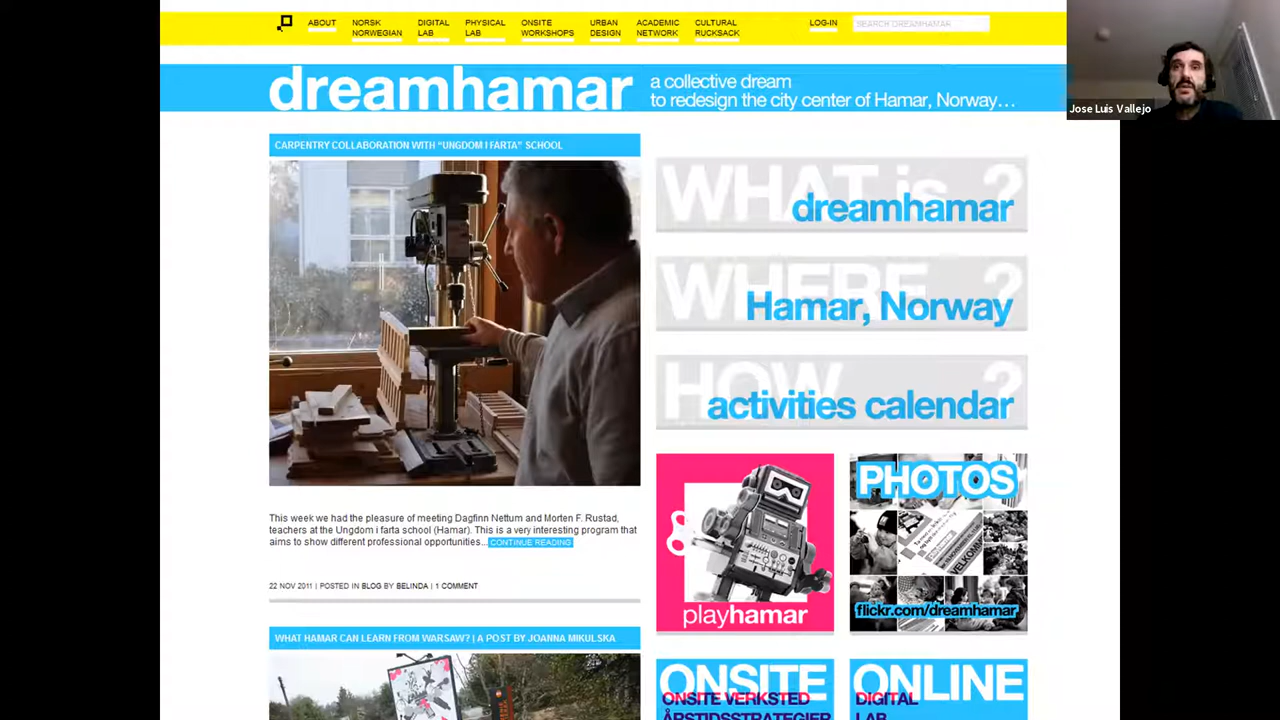 ABOUT
NORSK
NORWEGIAN
DIGITAL
LAB
PHYSICAL
LAB
ONSITE
WORKSHOPS
URBAN
DESIGN
ACADEMIC
NETWORK
CULTURAL
RUCKSACK
LOG-IN
SEARCH DREAMHAMAR
Jose Luis Vallejo
dreamhamar
a collective dream
to redesign the city center of Hamar, Norway...
CARPENTRY COLLABORATION WITH "UNGDOM I FARTA" SCHOOL
WHAT is ?
dreamhamar
WHERE ?
Hamar, Norway
HOW ?
activities calendar
playhamar
PHOTOS
VELKOMMEN
flickr.com/dreamhamar
This week we had the pleasure of meeting Dagfinn Nettum and Morten F. Rustad,
teachers at the Ungdom i farta school (Hamar). This is a very interesting program that
aims to show different professional opportunities... CONTINUE READING
22 NOV 2011 | POSTED IN BLOG BY BELINDA | 1 COMMENT
WHAT HAMAR CAN LEARN FROM WARSAW? | A POST BY JOANNA MIKULSKA
ONSITE
ONSITE VERKSTED
ÅRSTIDSSTRATEGIER
ONLINE
DIGITAL
LAB